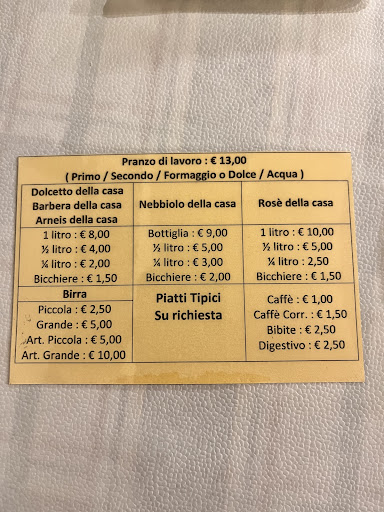 Pranzo di lavoro : € 13,00
( Primo / Secondo / Formaggio o Dolce / Acqua )
Dolcetto della casa
Barbera della casa
Arneis della casa
1 litro : € 8,00
½ litro : € 4,00
¼ litro : € 2,00
Bicchiere : € 1,50
Nebbiolo della casa
Bottiglia : € 9,00
½ litro : € 5,00
¼ litro : € 3,00
Bicchiere : € 2,00
Rosè della casa
1 litro : € 10,00
½ litro : € 5,00
¼ litro : 2,50
Bicchiere : € 1,50
Birra
Piccola : € 2,50
Grande : € 5,00
Art. Piccola : € 5,00
Art. Grande : € 10,00
Piatti Tipici
Su richiesta
Caffè : € 1,00
Caffè Corr. : € 1,50
Bibite : € 2,50
Digestivo : € 2,50